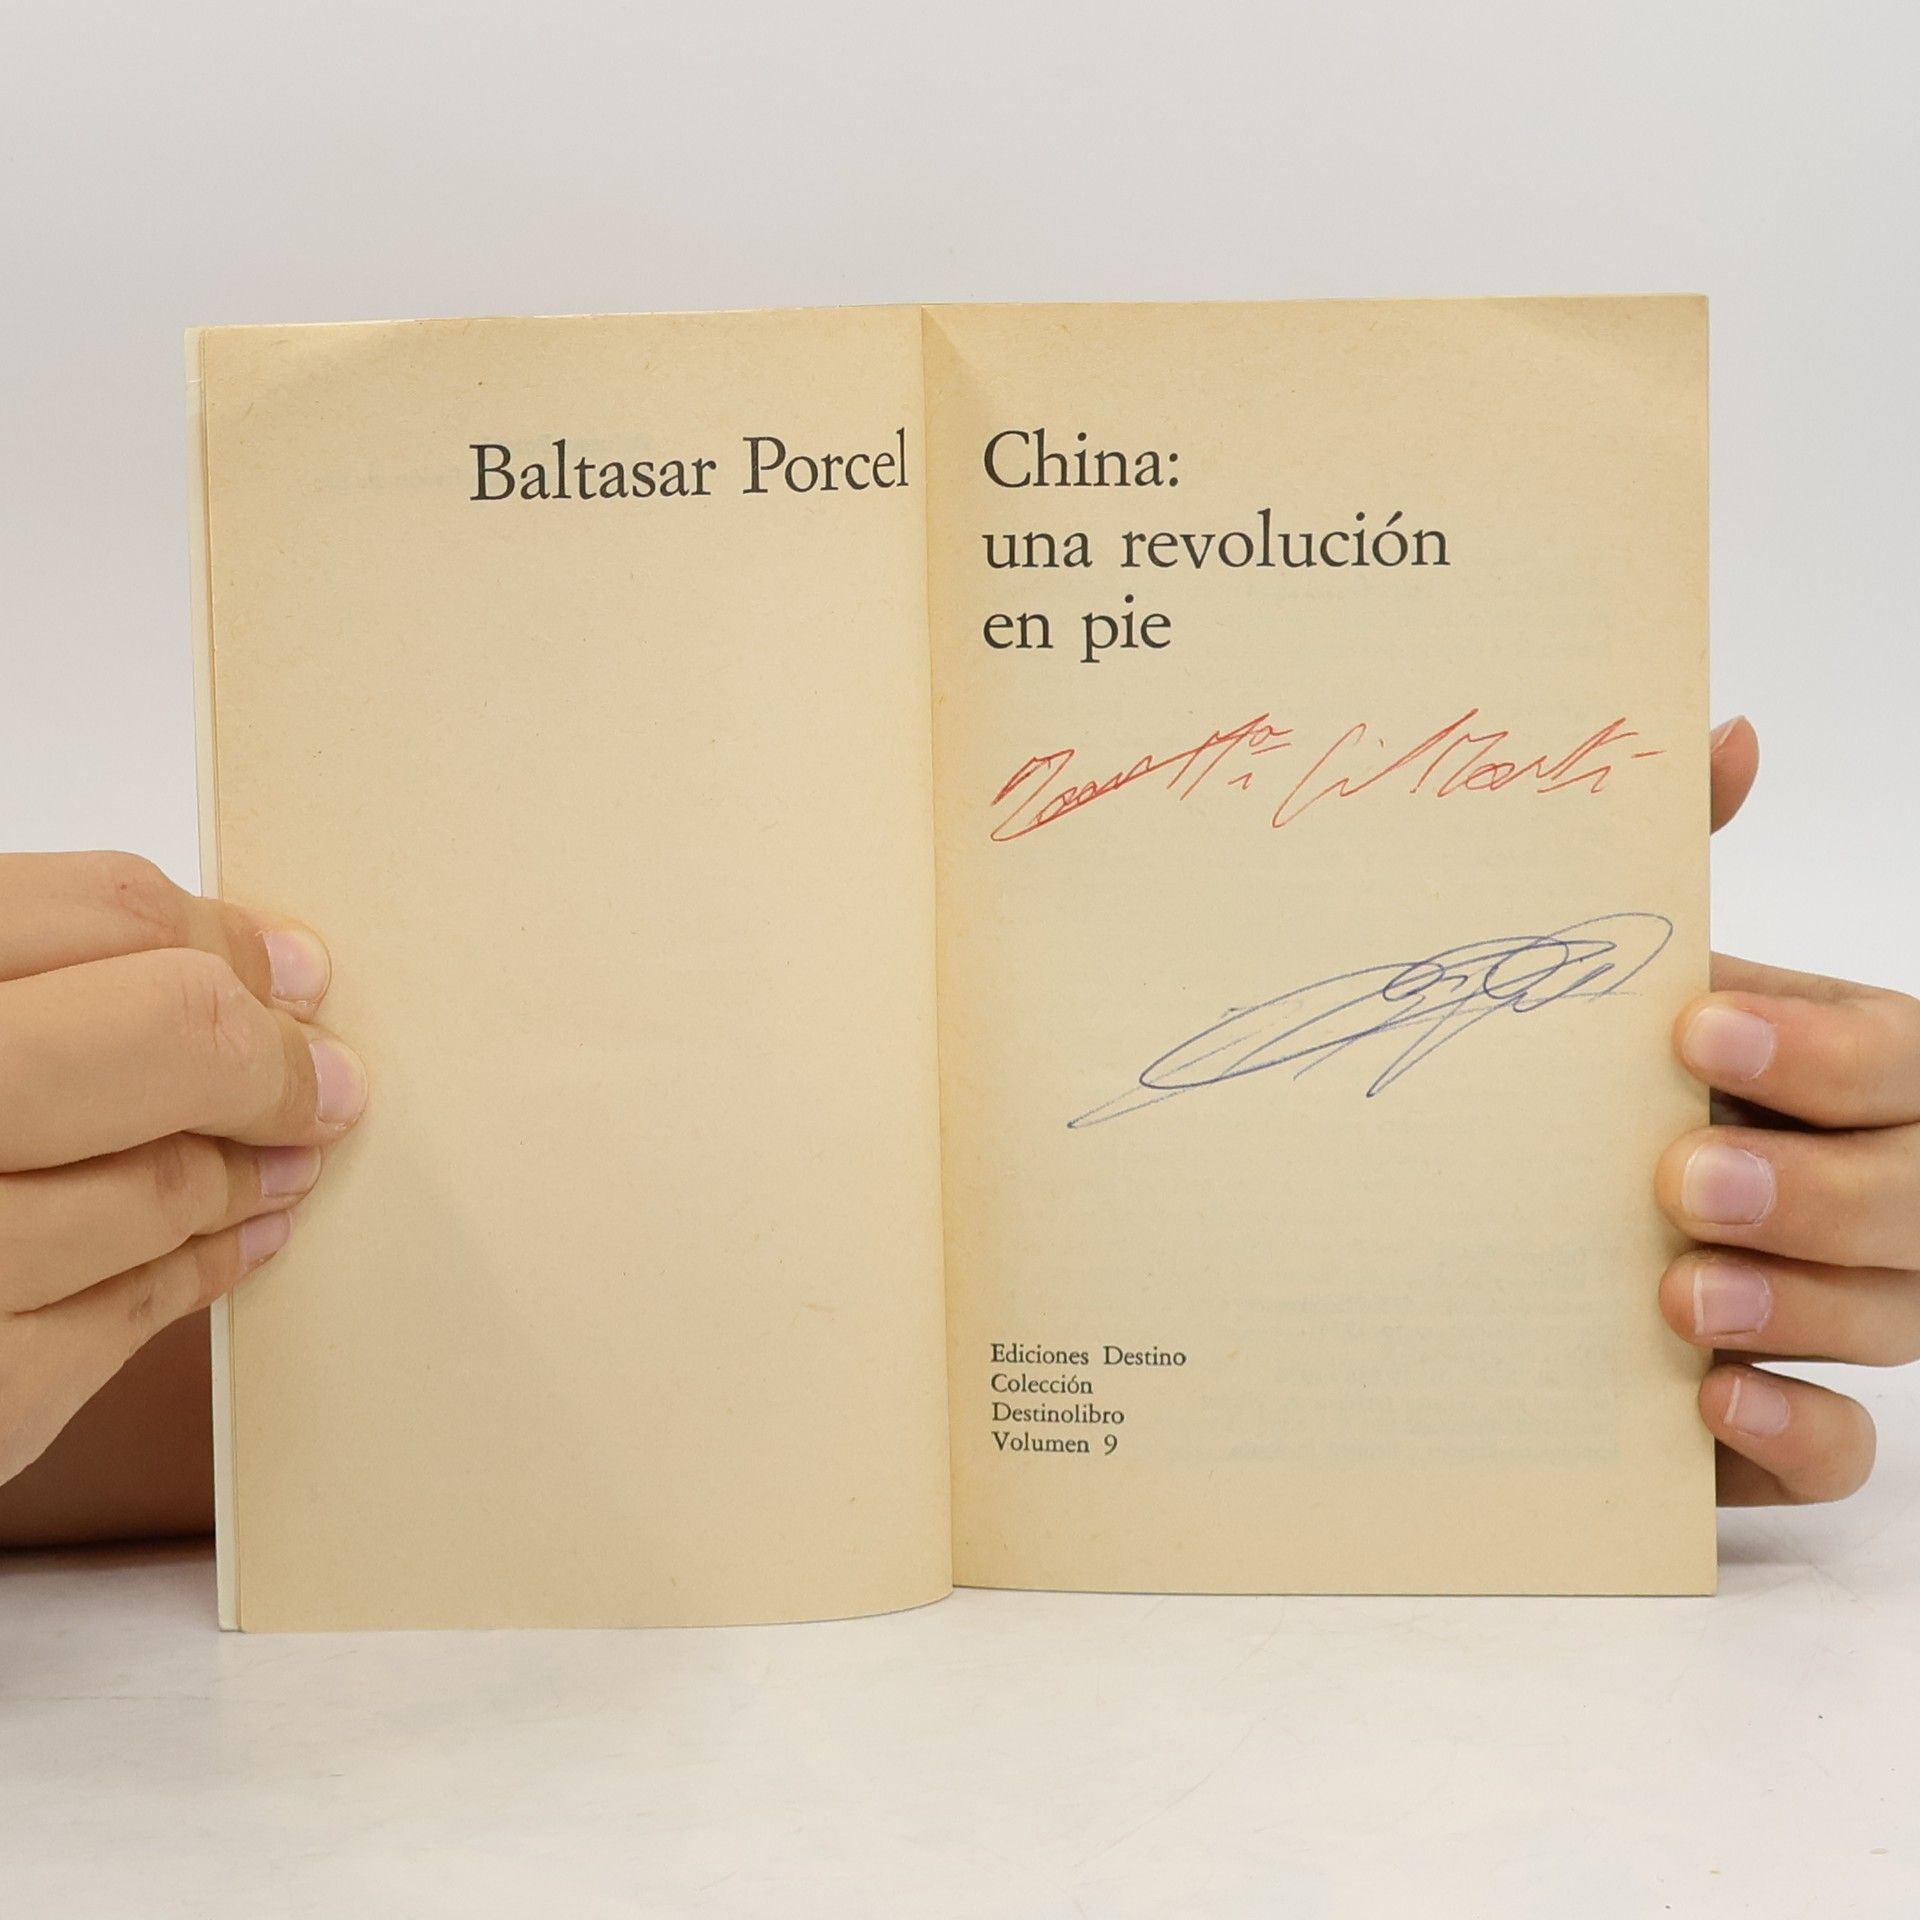 Baltasar Porcel
China:
una revolución
en pie
Ediciones Destino
Colección
Destinolibro
Volumen 9